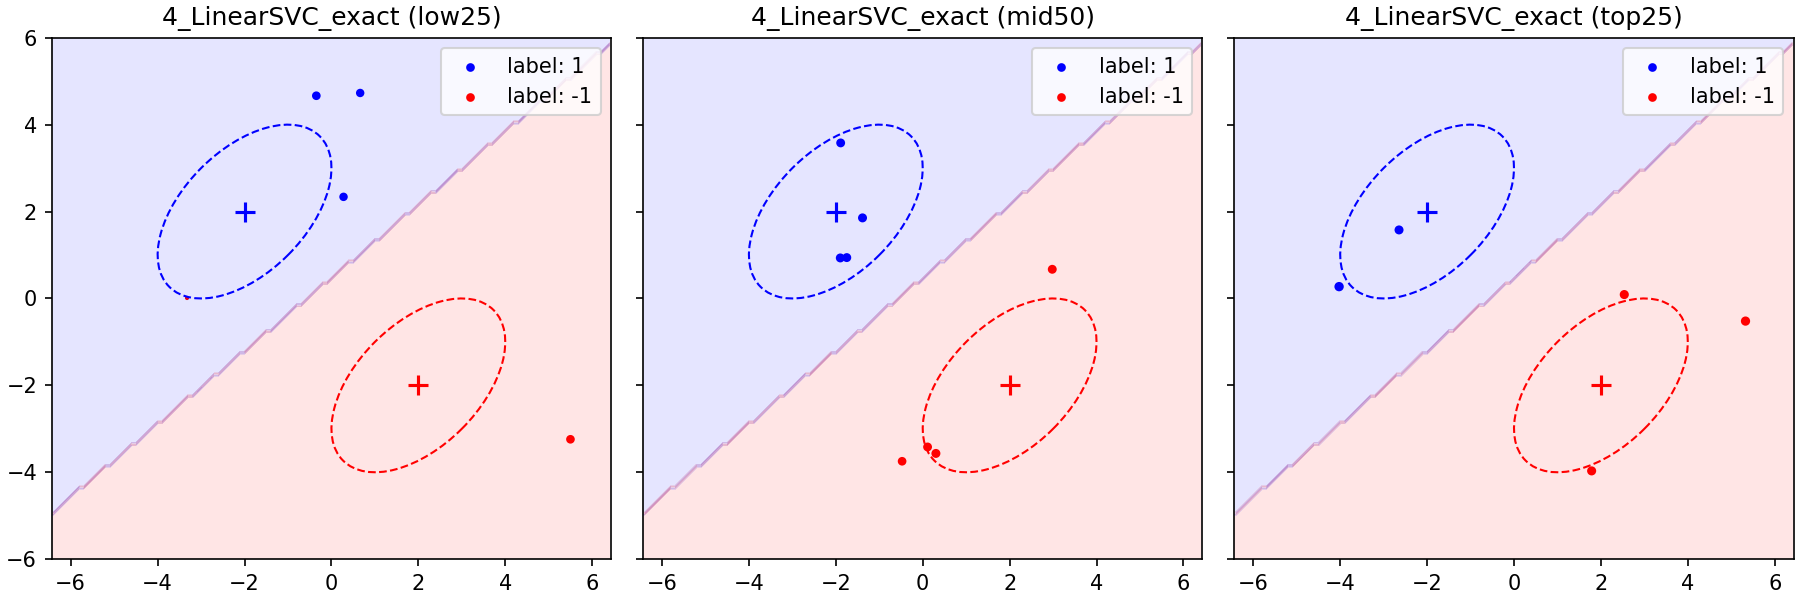 4_LinearSVC_exact (low25)
4_LinearSVC_exact (mid50)
4_LinearSVC_exact (top25)
label: 1
label: -1
label: 1
label: -1
label: 1
label: -1
6
4
2
0
−2
−4
−6
−6 −4 −2 0 2 4 6
−6 −4 −2 0 2 4 6
−6 −4 −2 0 2 4 6